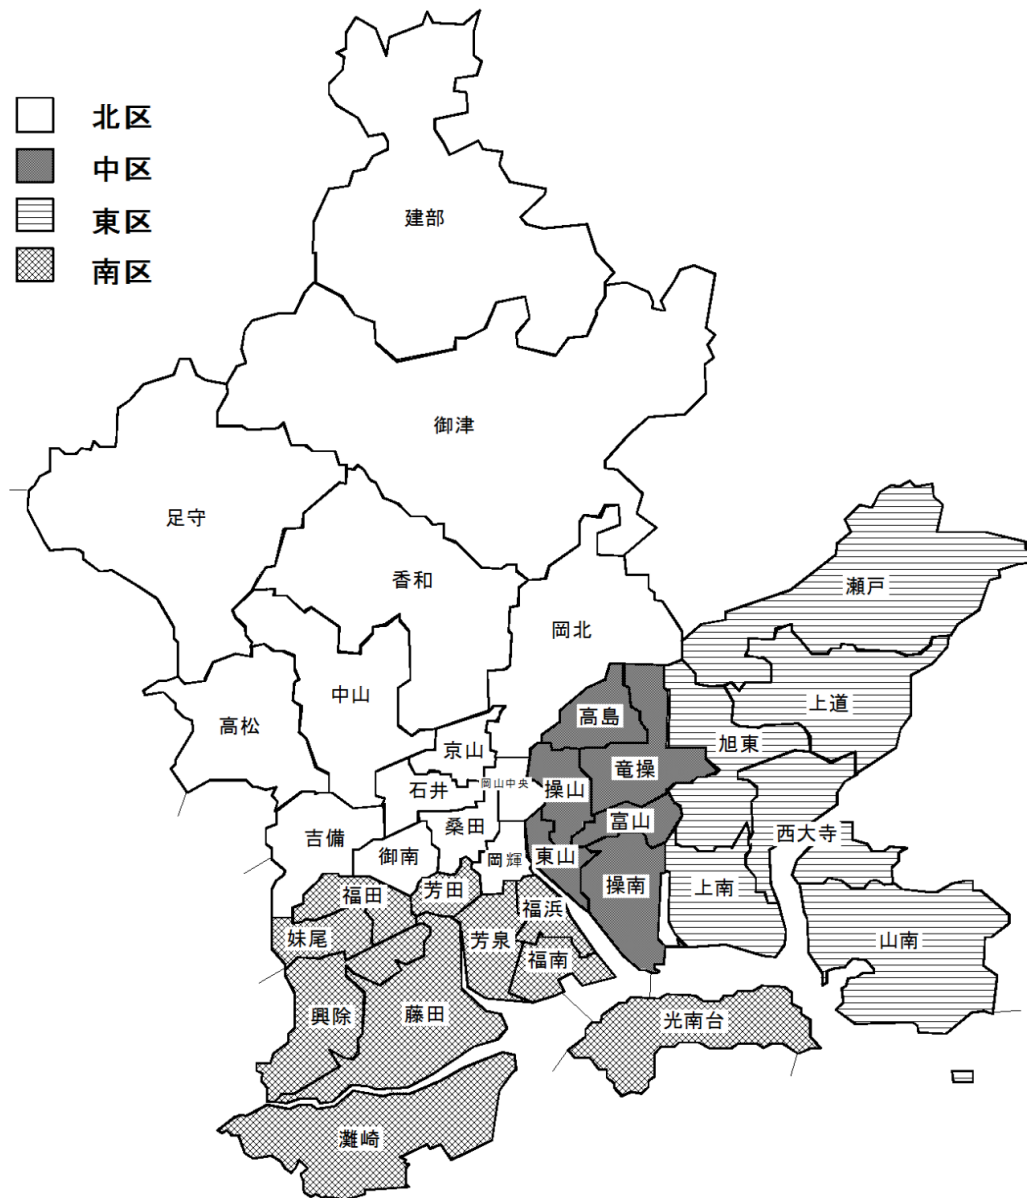 北区
中区
東区
南区
建部
御津
足守
香和
瀬戸
岡北
中山
上道
高島
高松
旭東
京山
竜操
岡山中央
石井
操山
富山
桑田
吉備
西大寺
御南
岡輝
東山
操南
上南
福田
芳田
福浜
妹尾
芳泉
山南
福南
興除
藤田
光南台
灘崎